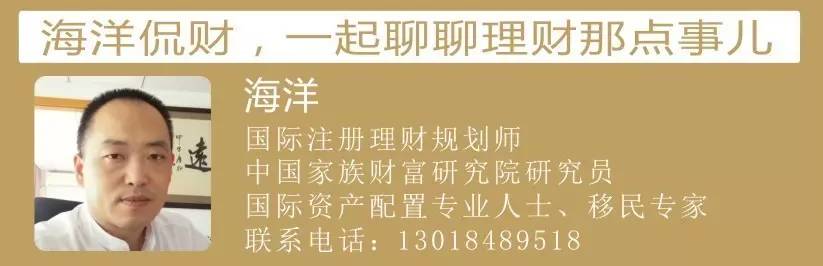 海洋侃财，一起聊聊理财那点事儿
海洋
国际注册理财规划师
中国家族财富研究院研究员
国际资产配置专业人士、移民专家
联系电话：13018489518
遠